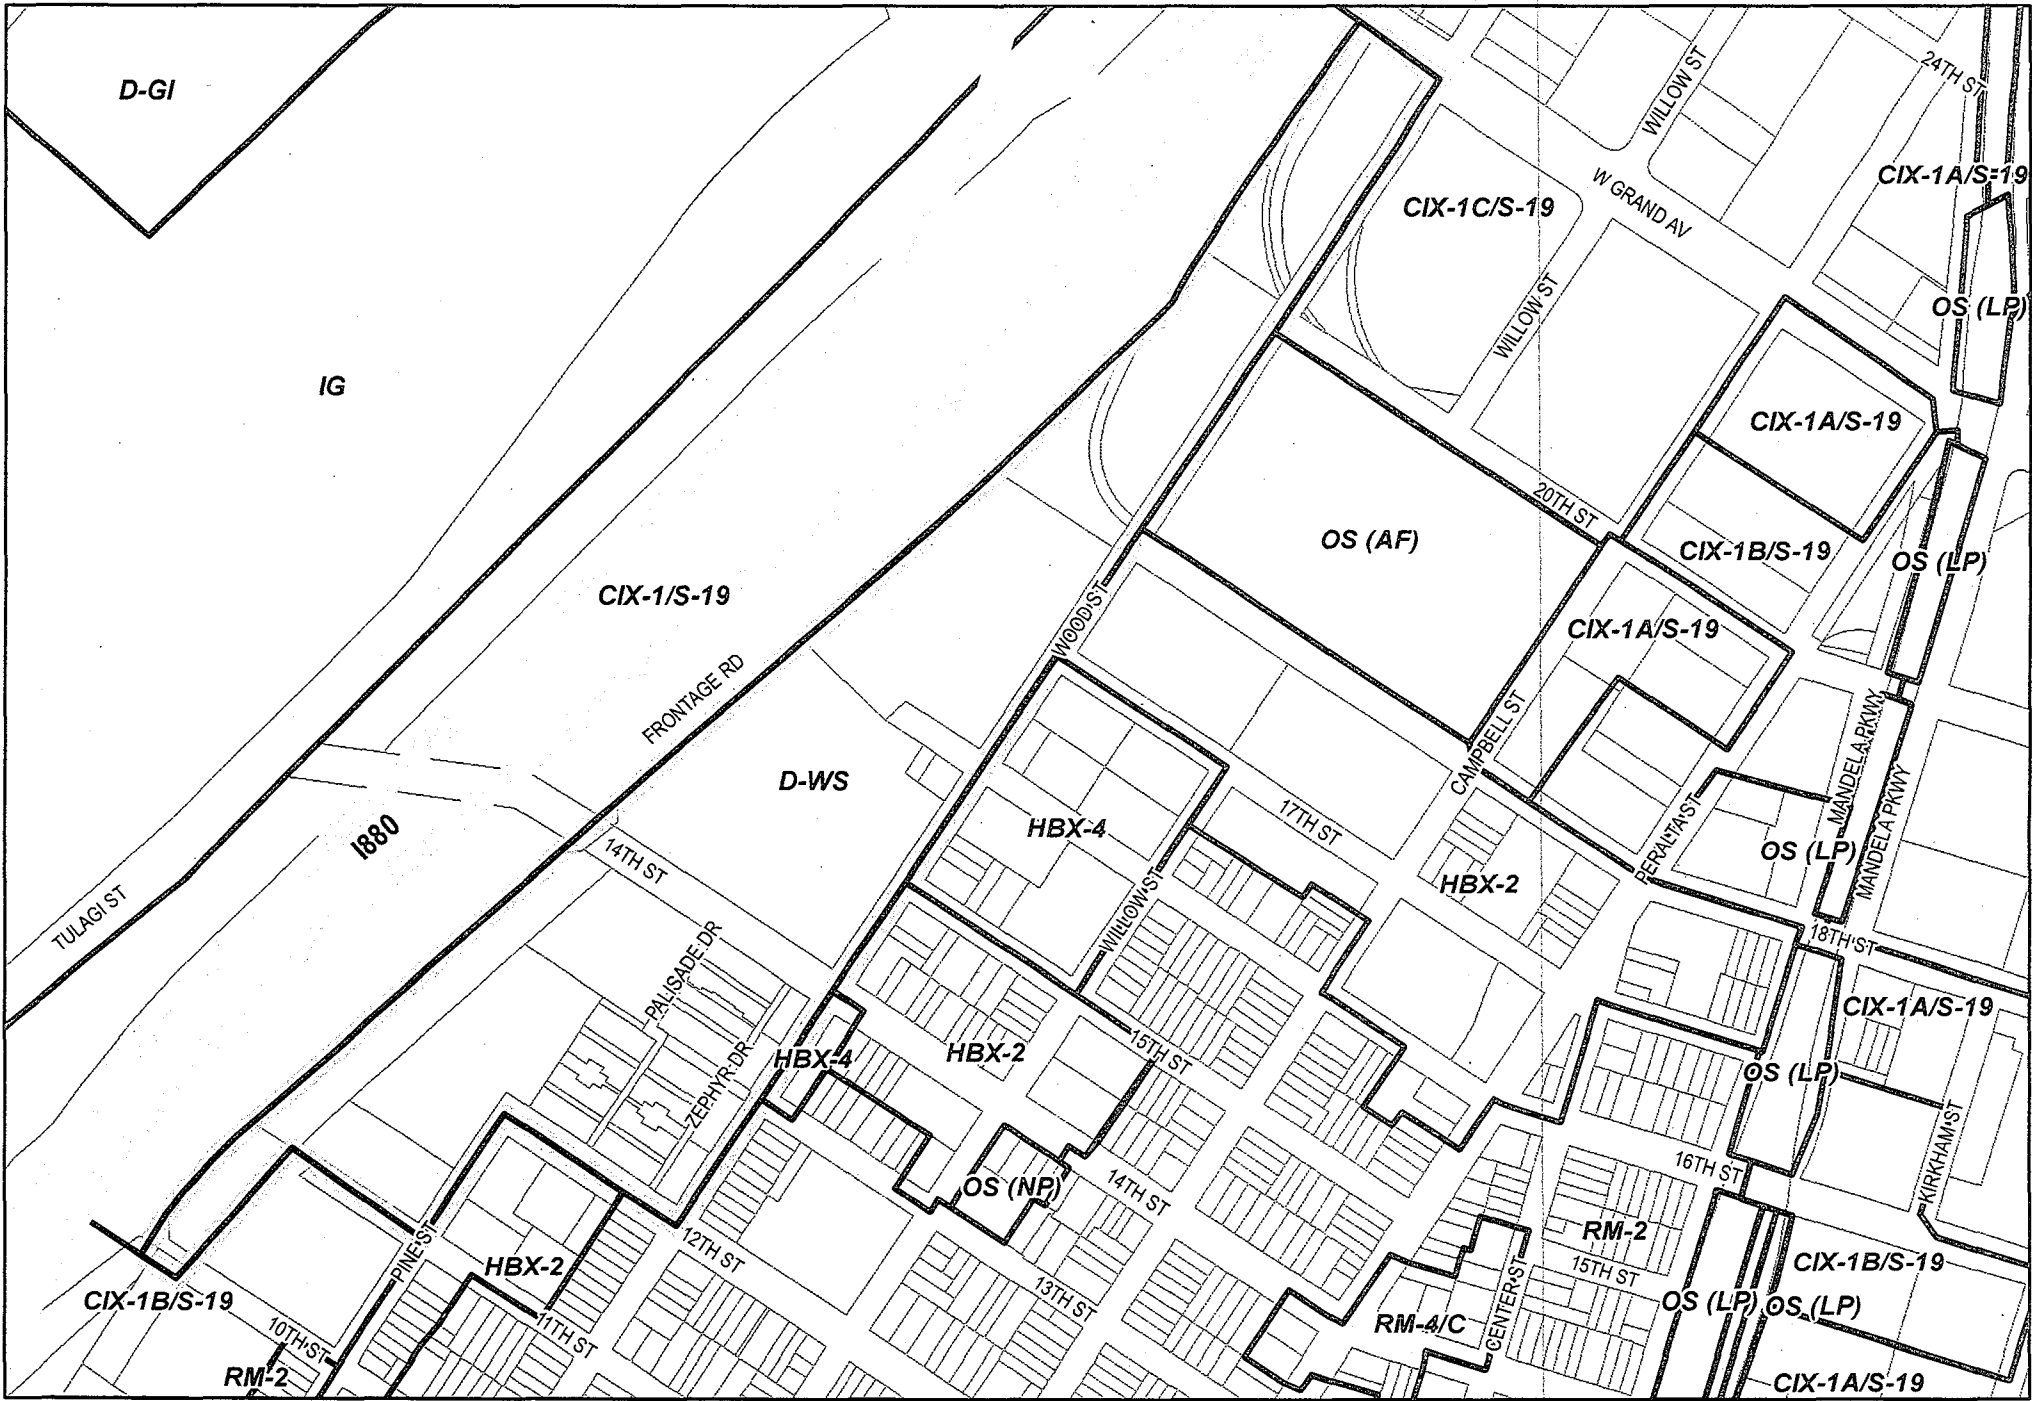 D-GI
24TH ST
WILLOW ST
CIX-1A/S-19
W GRAND AV
CIX-1C/S-19
OS (LP)
WILLOW ST
IG
CIX-1A/S-19
20TH ST
OS (AF)
CIX-1B/S-19
OS (LP)
CIX-1/S-19
WOOD ST
CIX-1A/S-19
FRONTAGE RD
CAMPBELL ST
MANDELA PKWY
MANDELA PKWY
D-WS
HBX-4
17TH ST
PERALTA ST
OS (LP)
I880
14TH ST
HBX-2
WILLOW ST
TULAGI ST
18TH ST
PALISADE DR
CIX-1A/S-19
ZEPHYR DR
HBX-4
HBX-2
15TH ST
OS (LP)
KIRKHAM ST
16TH ST
OS (NP)
14TH ST
RM-2
PINE ST
12TH ST
HBX-2
15TH ST
CIX-1B/S-19
CIX-1B/S-19
13TH ST
OS (LP)
OS (LP)
CENTER ST
RM-4/C
10TH ST
11TH ST
RM-2
CIX-1A/S-19